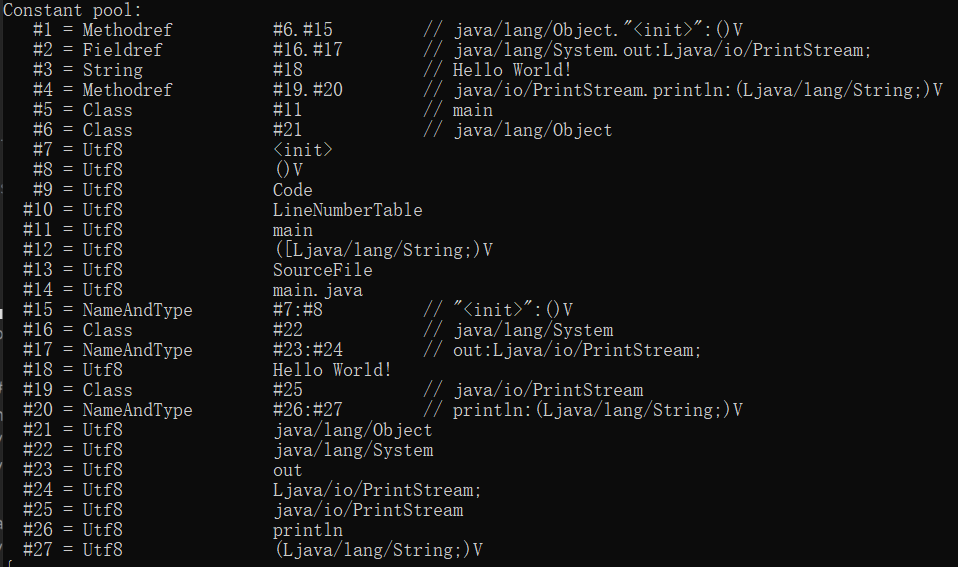 Constant pool:
#1 = Methodref #6.#15 // java/lang/Object."<init>":()V
#2 = Fieldref #16.#17 // java/lang/System.out:Ljava/io/PrintStream;
#3 = String #18 // Hello World!
#4 = Methodref #19.#20 // java/io/PrintStream.println:(Ljava/lang/String;)V
#5 = Class #11 // main
#6 = Class #21 // java/lang/Object
#7 = Utf8 <init>
#8 = Utf8 ()V
#9 = Utf8 Code
#10 = Utf8 LineNumberTable
#11 = Utf8 main
#12 = Utf8 ([Ljava/lang/String;)V
#13 = Utf8 SourceFile
#14 = Utf8 main.java
#15 = NameAndType #7:#8 // "<init>":()V
#16 = Class #22 // java/lang/System
#17 = NameAndType #23:#24 // out:Ljava/io/PrintStream;
#18 = Utf8 Hello World!
#19 = Class #25 // java/io/PrintStream
#20 = NameAndType #26:#27 // println:(Ljava/lang/String;)V
#21 = Utf8 java/lang/Object
#22 = Utf8 java/lang/System
#23 = Utf8 out
#24 = Utf8 Ljava/io/PrintStream;
#25 = Utf8 java/io/PrintStream
#26 = Utf8 println
#27 = Utf8 (Ljava/lang/String;)V